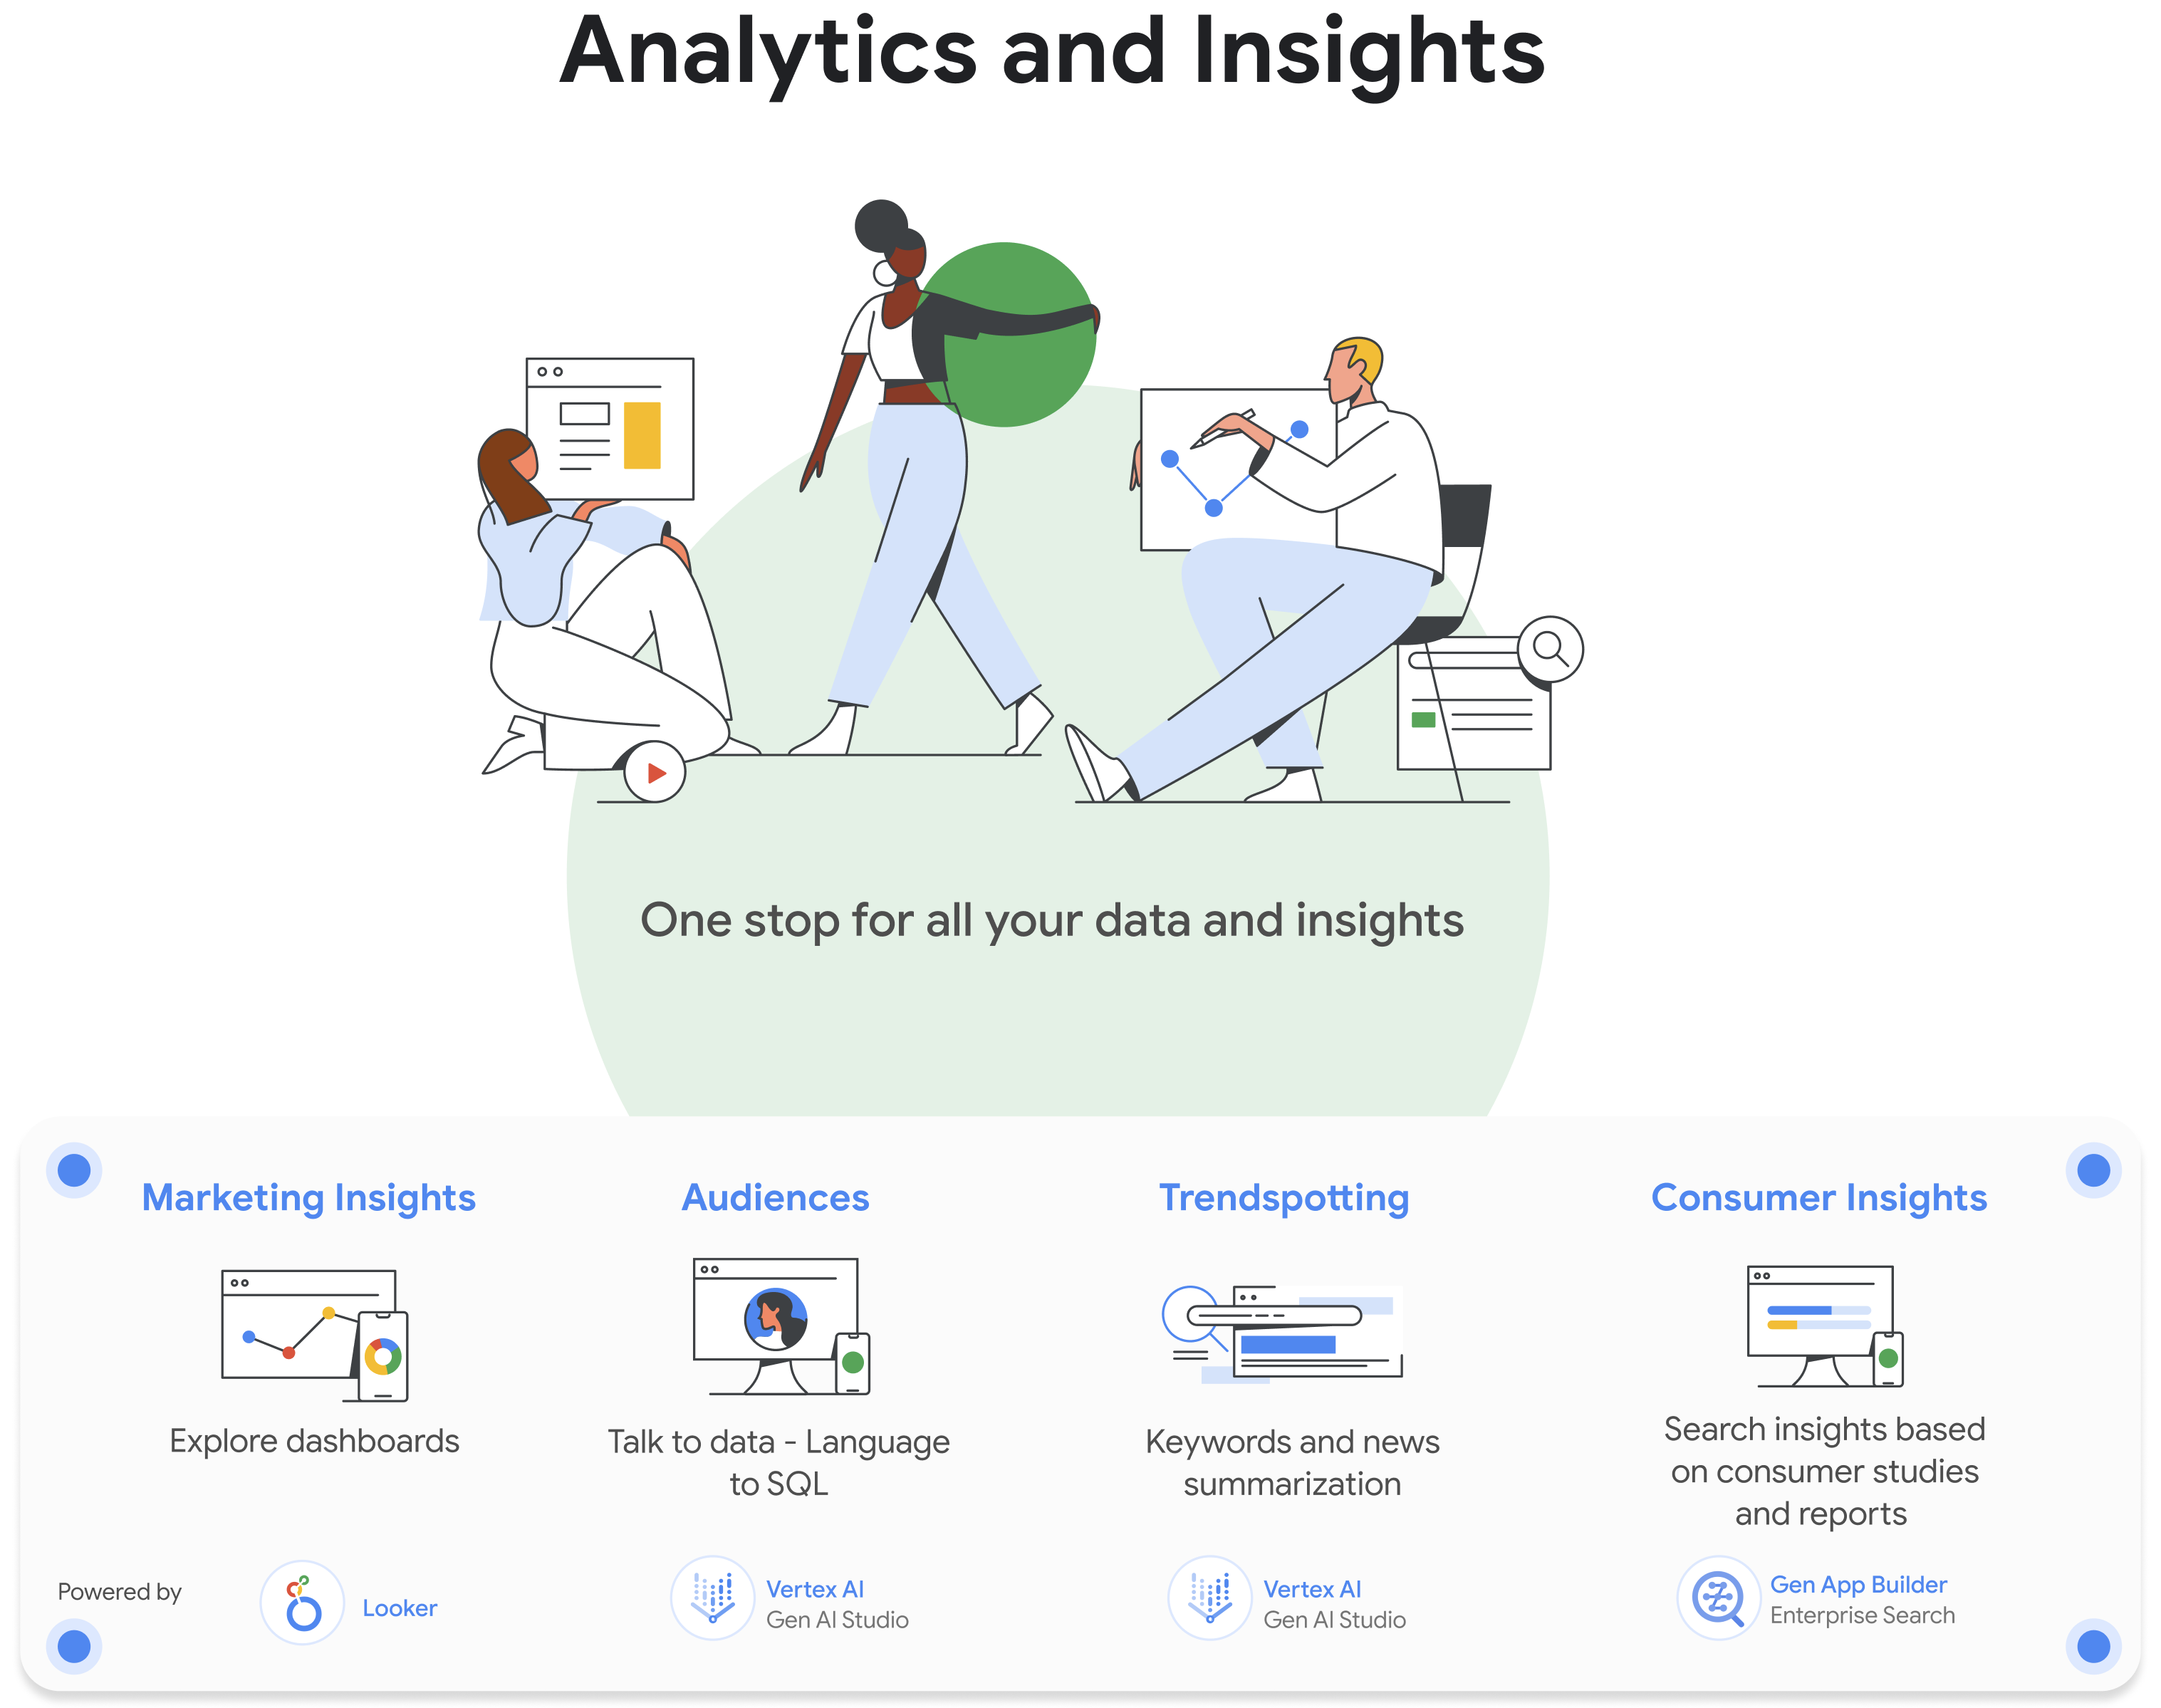 Analytics and Insights
One stop for all your data and insights
Marketing Insights
Explore dashboards
Audiences
Talk to data - Language
to SQL
Trendspotting
Keywords and news
summarization
Consumer Insights
Search insights based
on consumer studies
and reports
Powered by
Looker
Vertex AI
Gen AI Studio
Vertex AI
Gen AI Studio
Gen App Builder
Enterprise Search